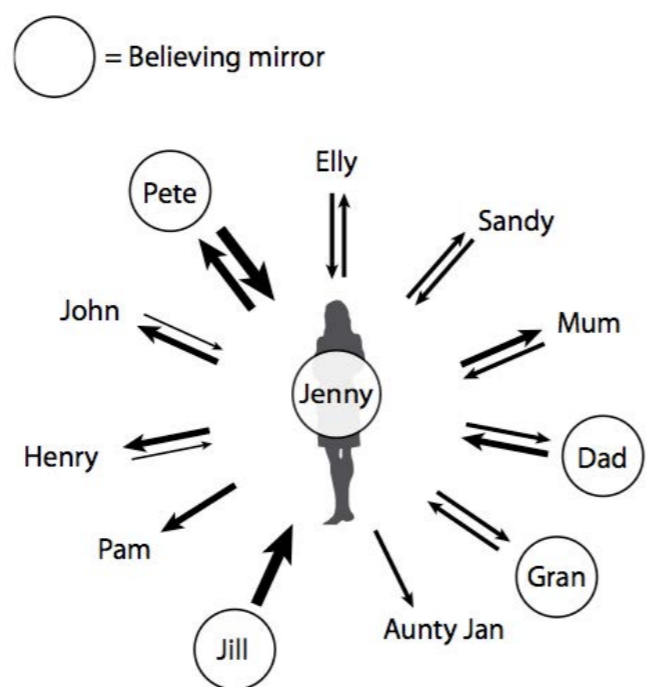 = Believing mirror
Elly
Pete
Sandy
John
Mum
Jenny
Henry
Dad
Pam
Gran
Aunty Jan
Jill